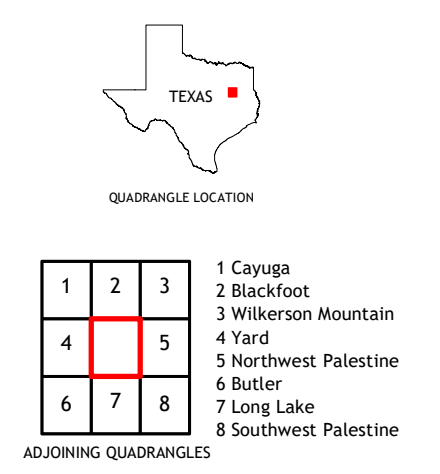 TEXAS
QUADRANGLE LOCATION
1 2 3
4 5
6 7 8
1 Cayuga
2 Blackfoot
3 Wilkerson Mountain
4 Yard
5 Northwest Palestine
6 Butler
7 Long Lake
8 Southwest Palestine
ADJOINING QUADRANGLES